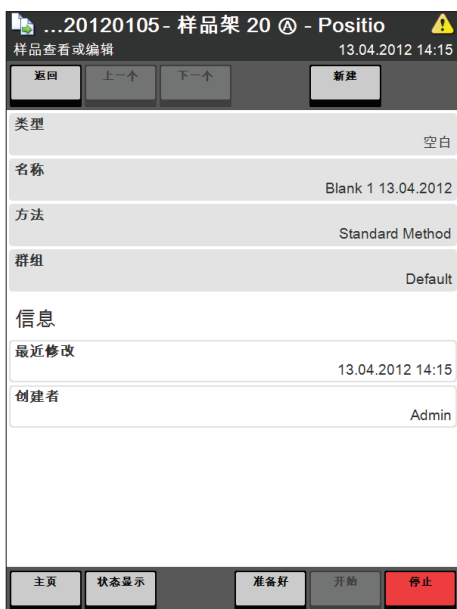 ...20120105 - 样品架 20 Ⓐ - Positio
样品查看或编辑 13.04.2012 14:15
返回 上一个 下一个 新建
类型
空白
名称
Blank 1 13.04.2012
方法
Standard Method
群组
Default
信息
最近修改
13.04.2012 14:15
创建者
Admin
主页 状态显示 准备好 开始 停止